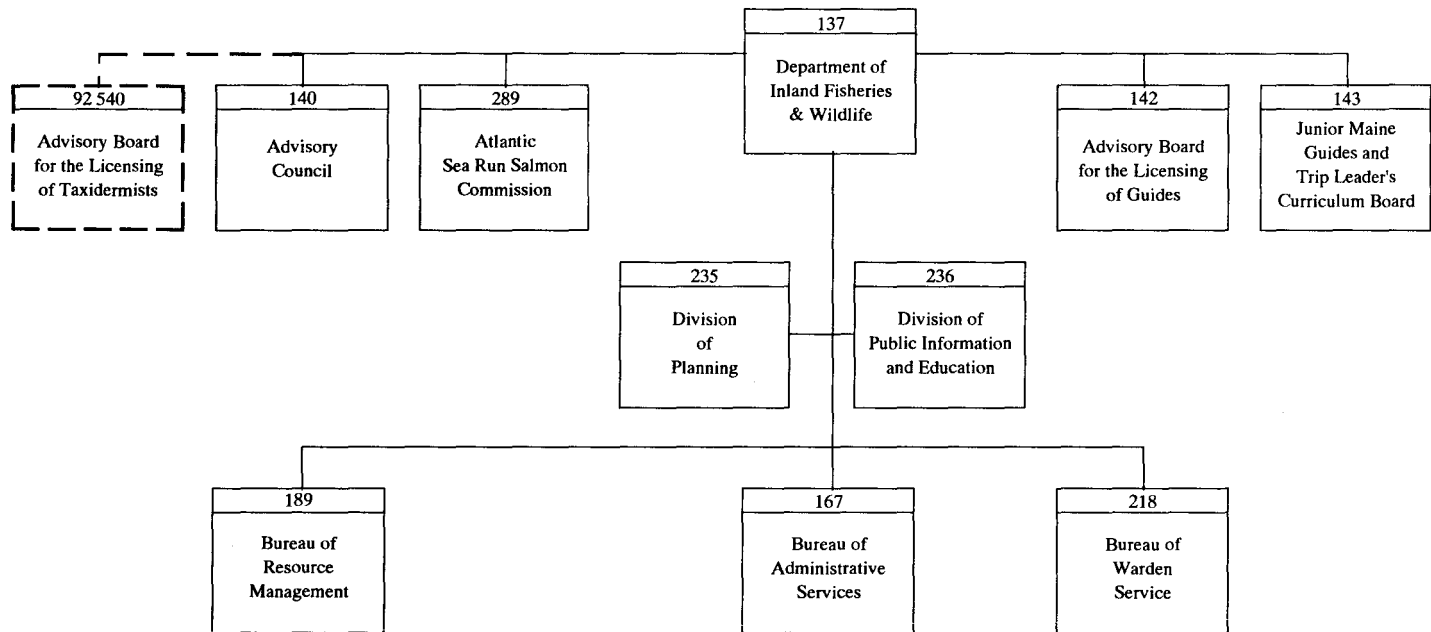 137
Department of
Inland Fisheries
& Wildlife
92 540
Advisory Board
for the Licensing
of Taxidermists
140
Advisory
Council
289
Atlantic
Sea Run Salmon
Commission
142
Advisory Board
for the Licensing
of Guides
143
Junior Maine
Guides and
Trip Leader's
Curriculum Board
235
Division
of
Planning
236
Division of
Public Information
and Education
189
Bureau of
Resource
Management
167
Bureau of
Administrative
Services
218
Bureau of
Warden
Service